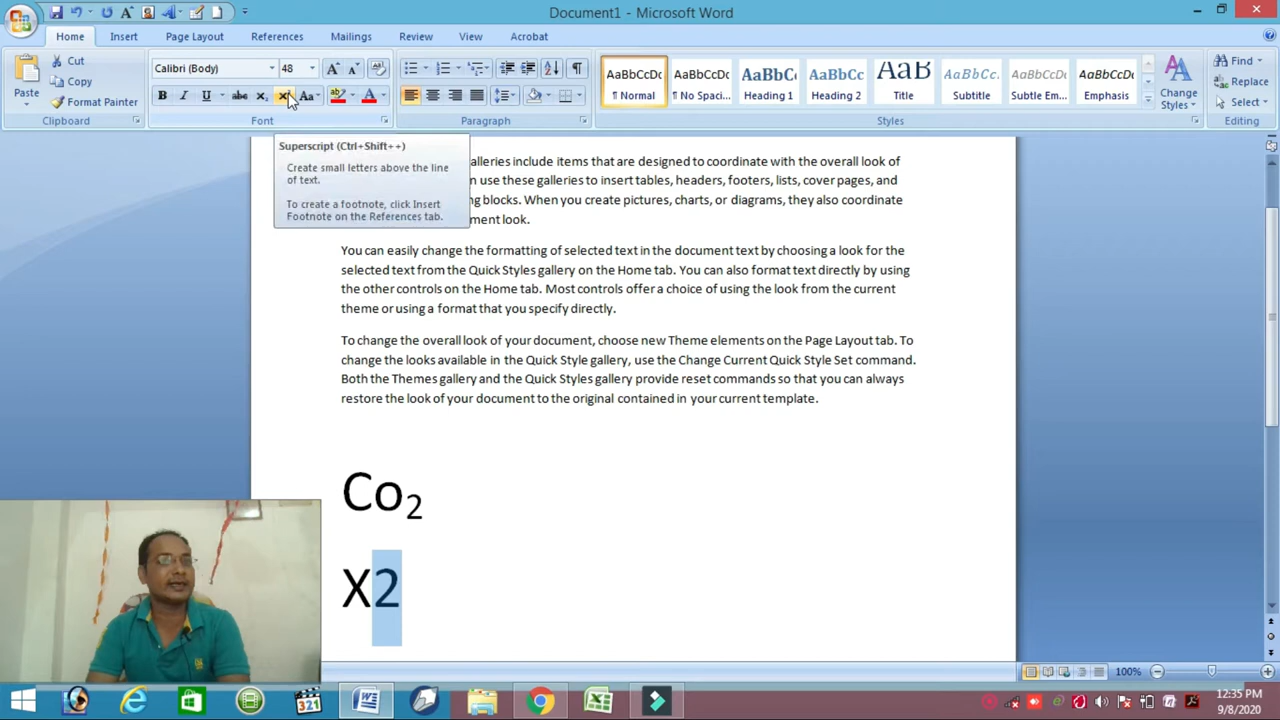 Document1 - Microsoft Word
Home Insert Page Layout References Mailings Review View Acrobat
Cut
Copy
Format Painter
Paste
Calibri (Body) 48
B I U abc X₂ X² Aa
AaBbCcDc AaBbCcDc AaBbCc AaBbCc AaB AaBbCc. AaBbCcDc AaBbCcDc
¶ Normal ¶ No Spaci... Heading 1 Heading 2 Title Subtitle Subtle Em... Emphasis
Change
Styles
Find
Replace
Select
Clipboard Font Paragraph Styles Editing
Superscript (Ctrl+Shift++)
Create small letters above the line
of text.
To create a footnote, click Insert
Footnote on the References tab.
alleries include items that are designed to coordinate with the overall look of
n use these galleries to insert tables, headers, footers, lists, cover pages, and
ng blocks. When you create pictures, charts, or diagrams, they also coordinate
ment look.
You can easily change the formatting of selected text in the document text by choosing a look for the
selected text from the Quick Styles gallery on the Home tab. You can also format text directly by using
the other controls on the Home tab. Most controls offer a choice of using the look from the current
theme or using a format that you specify directly.
To change the overall look of your document, choose new Theme elements on the Page Layout tab. To
change the looks available in the Quick Style gallery, use the Change Current Quick Style Set command.
Both the Themes gallery and the Quick Styles gallery provide reset commands so that you can always
restore the look of your document to the original contained in your current template.
Co₂
X2
100%
321
12:35 PM
9/8/2020